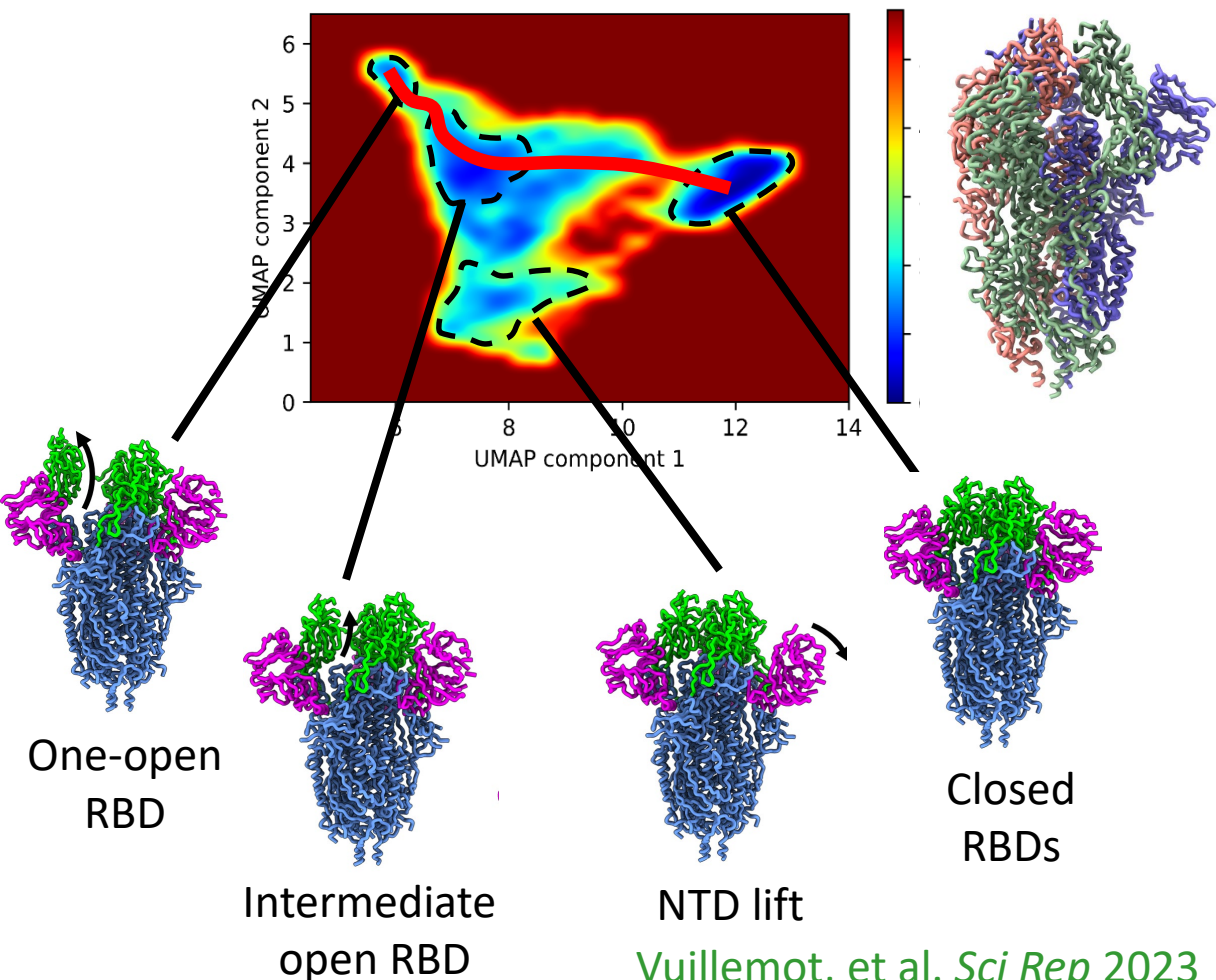 UMAP component 2
6
5
4
3
2
1
0
6
8
10
12
14
UMAP component 1
One-open
RBD
Intermediate
open RBD
NTD lift
Closed
RBDs
Vuillemot, et al. Sci Rep 2023